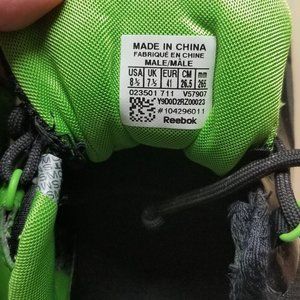 MADE IN CHINA
FABRIQUÉ EN CHINE
MALE/MÂLE
USA UK EUR CM mm
8½ 7½ 41 26.5 265
023501 711 V57907
Y9D0D2RZ00023
#104296011
Reebok